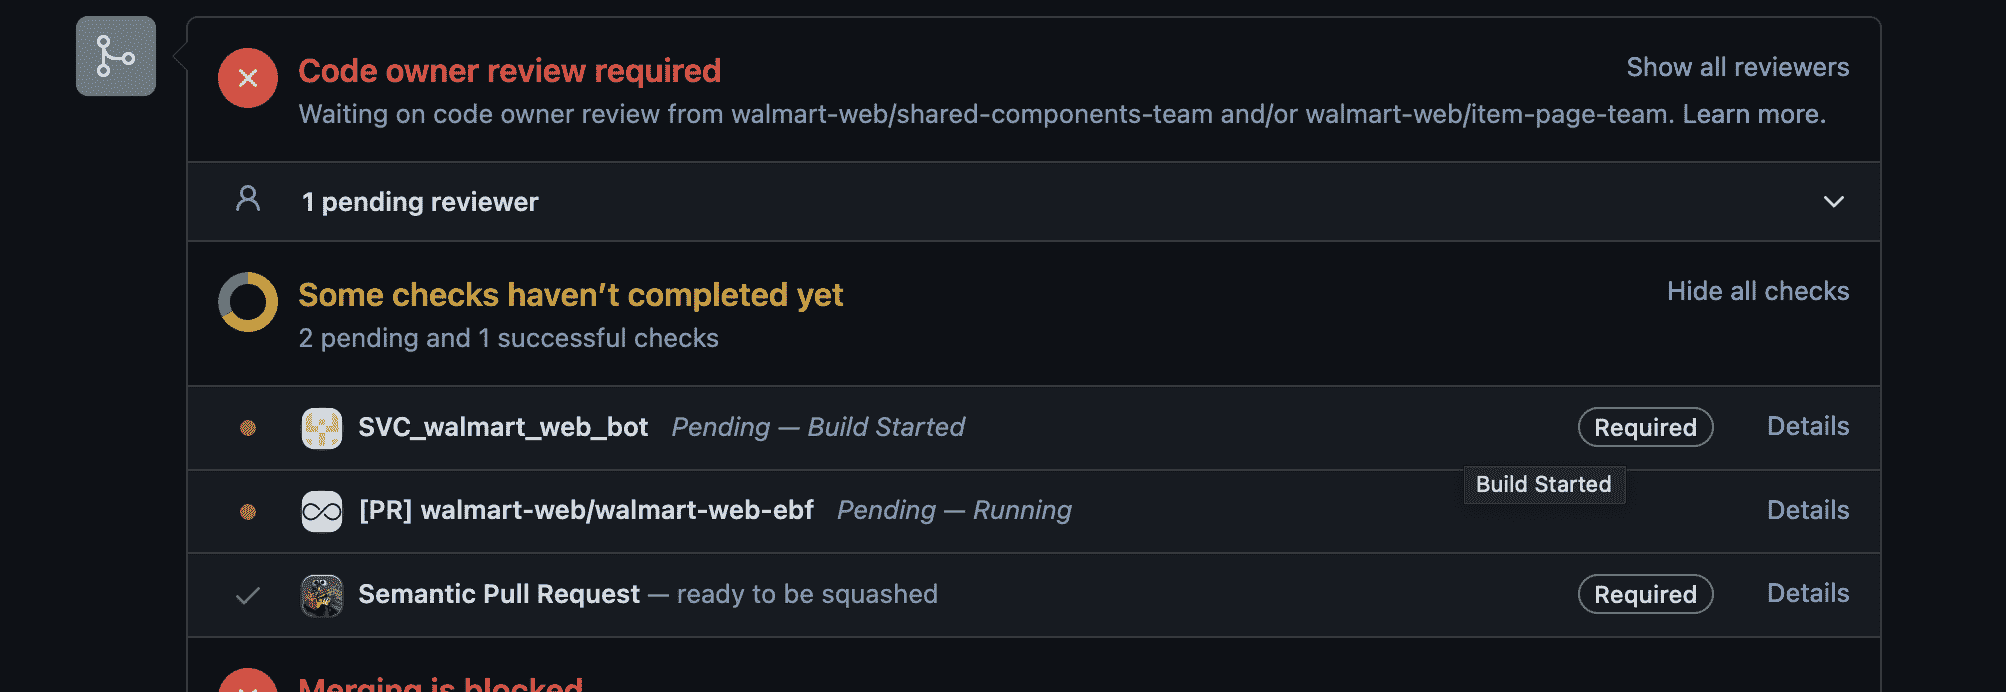 Code owner review required
Show all reviewers
Waiting on code owner review from walmart-web/shared-components-team and/or walmart-web/item-page-team. Learn more.
1 pending reviewer
Some checks haven’t completed yet
Hide all checks
2 pending and 1 successful checks
SVC_walmart_web_bot Pending — Build Started
Required
Details
Build Started
[PR] walmart-web/walmart-web-ebf Pending — Running
Details
Semantic Pull Request — ready to be squashed
Required
Details
Merging is blocked